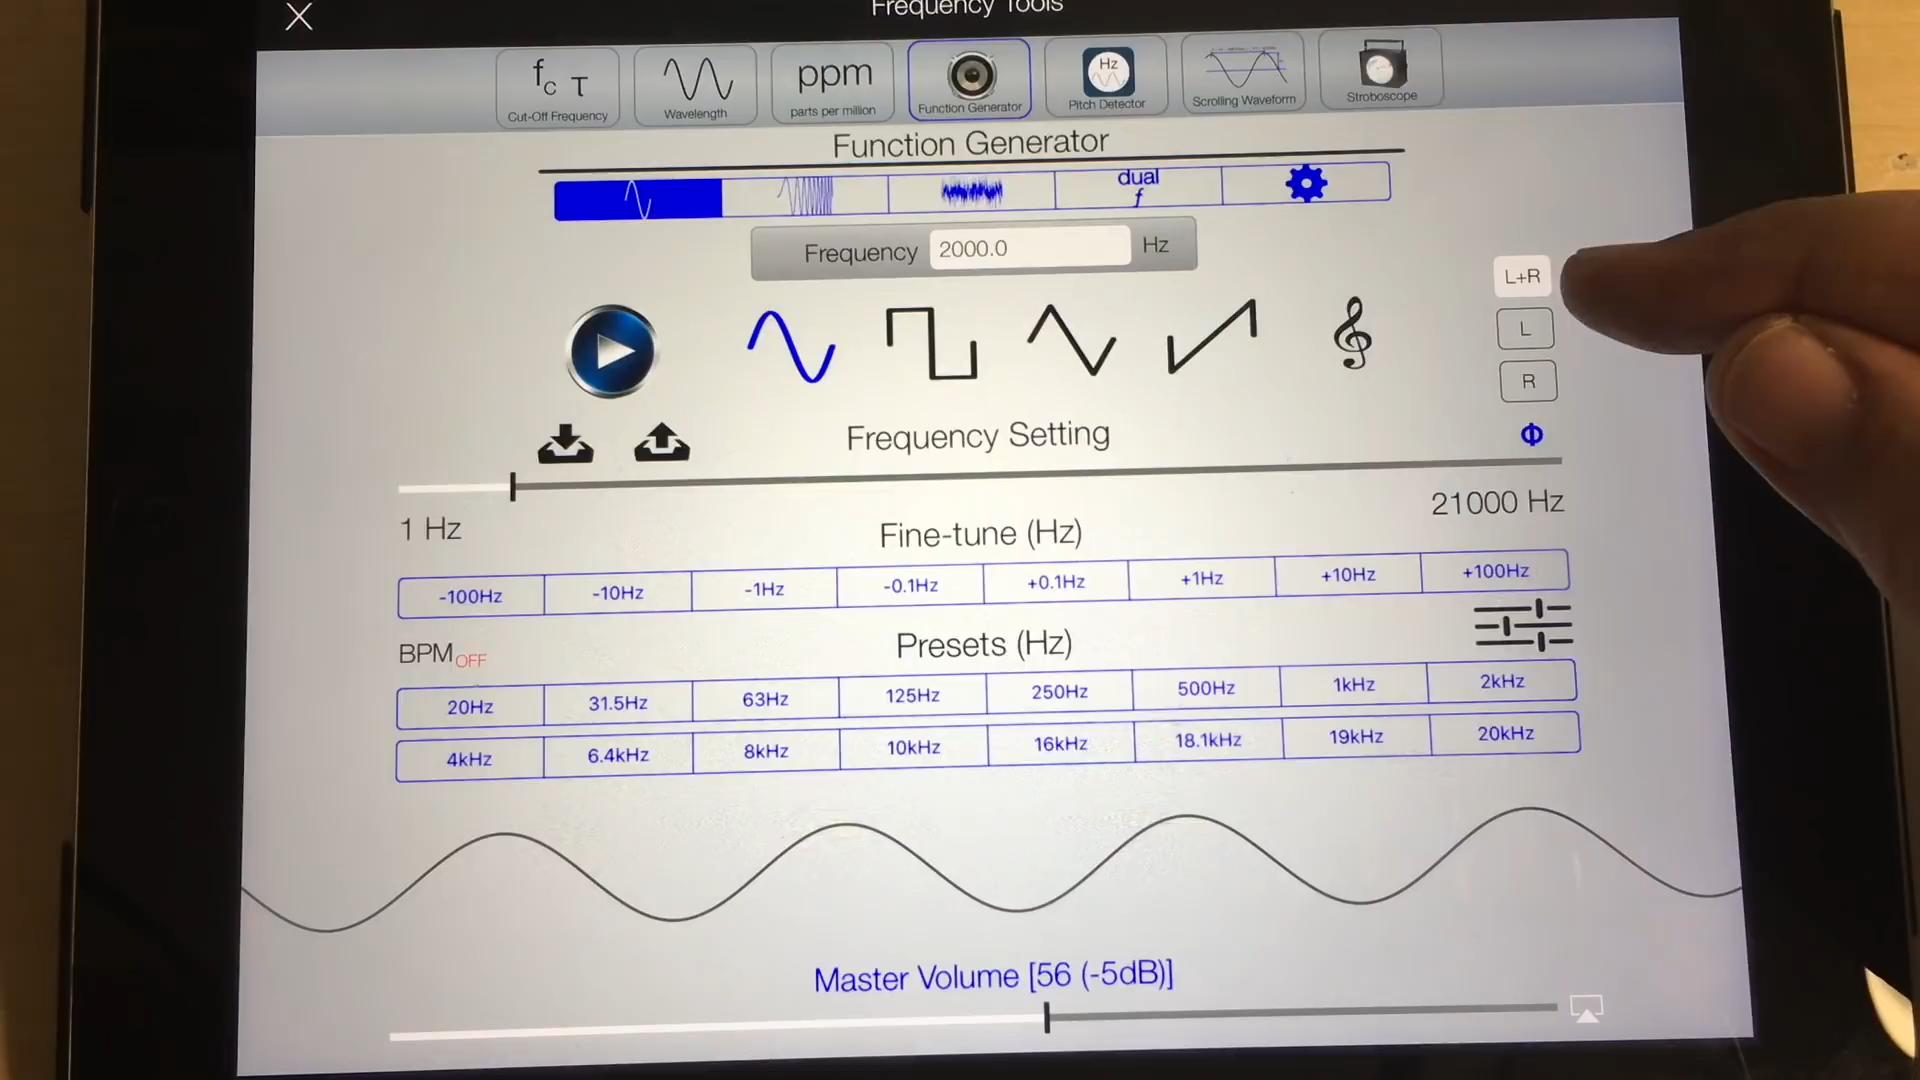 Frequency Tools
fc τ
Cut-Off Frequency
Wavelength
ppm
parts per million
Function Generator
Hz
Pitch Detector
Scrolling Waveform
Stroboscope
Function Generator
dual
f
Frequency 2000.0 Hz
L+R
L
R
Φ
Frequency Setting
1 Hz
21000 Hz
Fine-tune (Hz)
-100Hz -10Hz -1Hz -0.1Hz +0.1Hz +1Hz +10Hz +100Hz
BPM OFF
Presets (Hz)
20Hz 31.5Hz 63Hz 125Hz 250Hz 500Hz 1kHz 2kHz
4kHz 6.4kHz 8kHz 10kHz 16kHz 18.1kHz 19kHz 20kHz
Master Volume [56 (-5dB)]